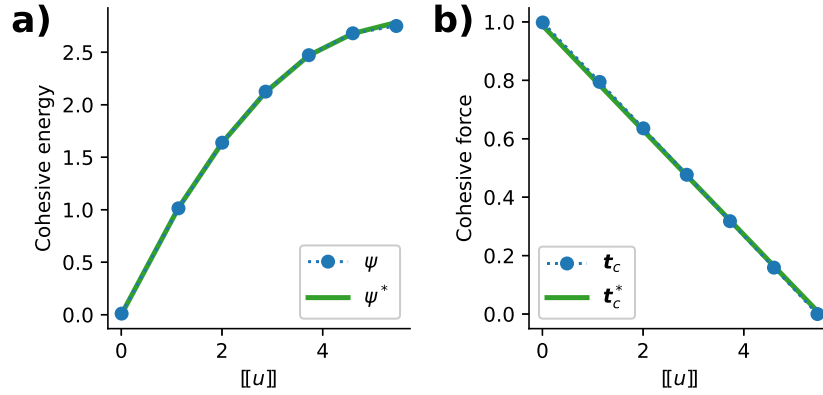 a)
Cohesive energy
2.5
2.0
1.5
1.0
0.5
0.0
0 2 4
⟦u⟧
ψ
ψ*
b)
Cohesive force
1.0
0.8
0.6
0.4
0.2
0.0
0 2 4
⟦u⟧
t_c
t_c^*